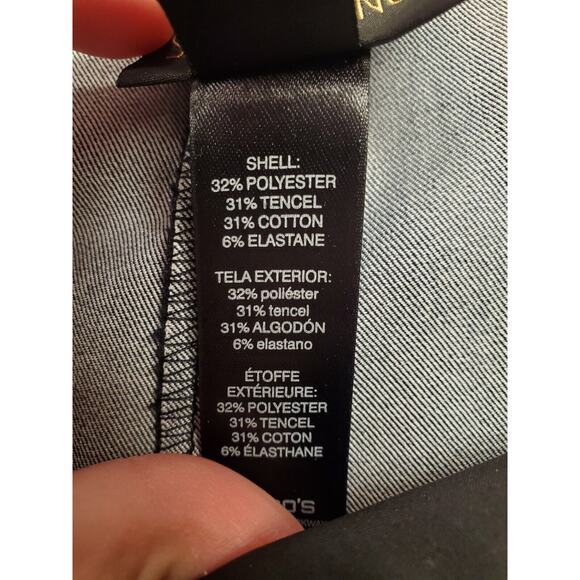 SHELL:
32% POLYESTER
31% TENCEL
31% COTTON
6% ELASTANE
TELA EXTERIOR:
32% poliéster
31% tencel
31% ALGODÓN
6% elastano
ÉTOFFE
EXTÉRIEURE:
32% POLYESTER
31% TENCEL
31% COTON
6% ÉLASTHANE